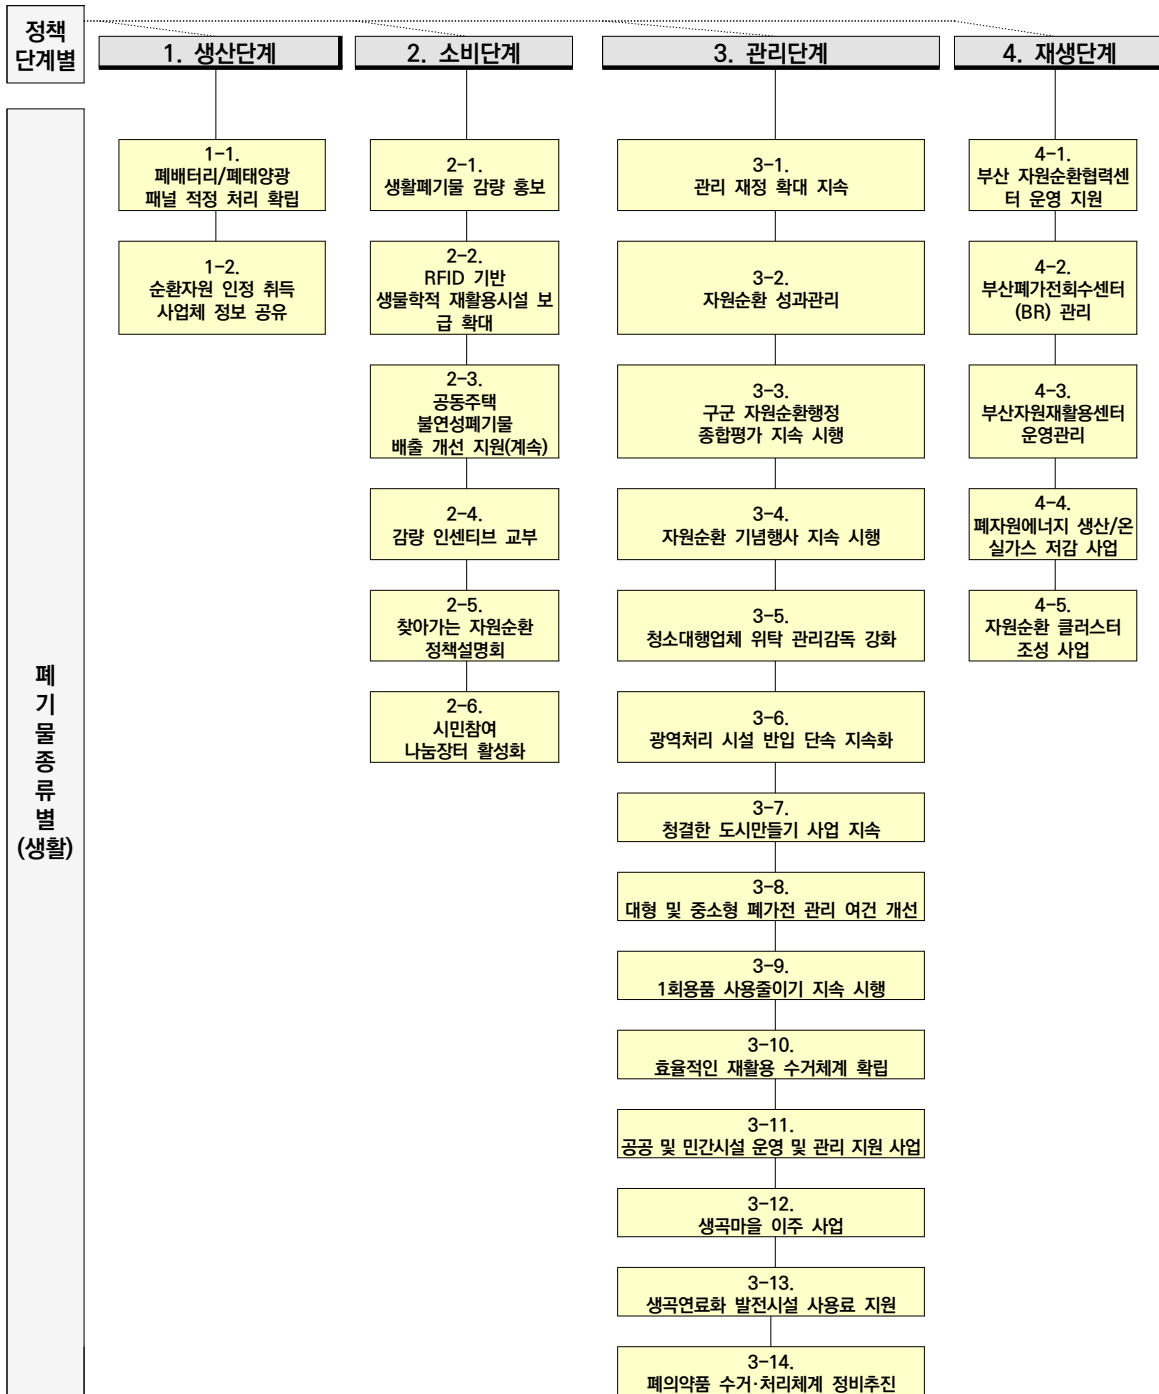 정책
단계별
1. 생산단계
2. 소비단계
3. 관리단계
4. 재생단계
폐
기
물
종
류
별
(생활)
1-1.
폐배터리/폐태양광
패널 적정 처리 확립
1-2.
순환자원 인정 취득
사업체 정보 공유
2-1.
생활폐기물 감량 홍보
2-2.
RFID 기반
생물학적 재활용시설 보
급 확대
2-3.
공동주택
불연성폐기물
배출 개선 지원(계속)
2-4.
감량 인센티브 교부
2-5.
찾아가는 자원순환
정책설명회
2-6.
시민참여
나눔장터 활성화
3-1.
관리 재정 확대 지속
3-2.
자원순환 성과관리
3-3.
구군 자원순환행정
종합평가 지속 시행
3-4.
자원순환 기념행사 지속 시행
3-5.
청소대행업체 위탁 관리감독 강화
3-6.
광역처리 시설 반입 단속 지속화
3-7.
청결한 도시만들기 사업 지속
3-8.
대형 및 중소형 폐가전 관리 여건 개선
3-9.
1회용품 사용줄이기 지속 시행
3-10.
효율적인 재활용 수거체계 확립
3-11.
공공 및 민간시설 운영 및 관리 지원 사업
3-12.
생곡마을 이주 사업
3-13.
생곡연료화 발전시설 사용료 지원
3-14.
폐의약품 수거·처리체계 정비추진
4-1.
부산 자원순환협력센
터 운영 지원
4-2.
부산폐가전회수센터
(BR) 관리
4-3.
부산자원재활용센터
운영관리
4-4.
폐자원에너지 생산/온
실가스 저감 사업
4-5.
자원순환 클러스터
조성 사업